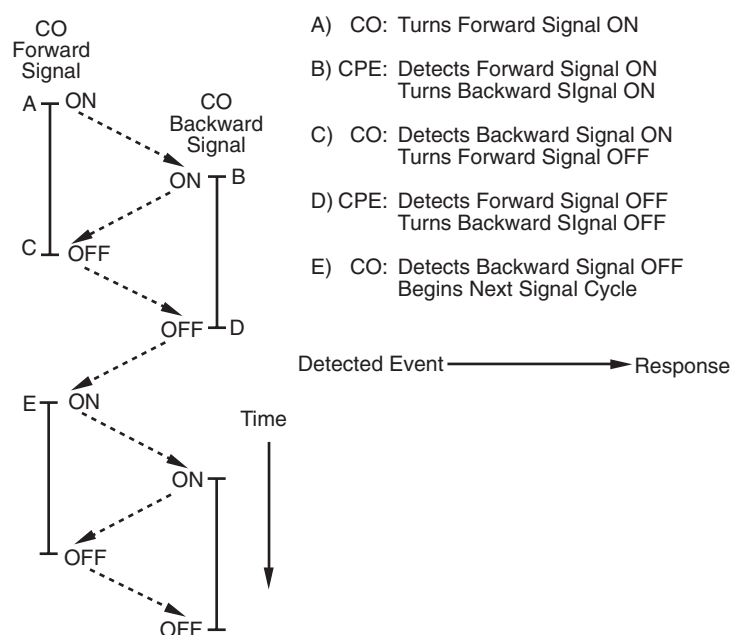 CO
Forward
Signal
A
ON
CO
Backward
Signal
ON
B
C
OFF
OFF
D
E
ON
ON
OFF
OFF
Time
A) CO: Turns Forward Signal ON
B) CPE: Detects Forward Signal ON
Turns Backward SIgnal ON
C) CO: Detects Backward Signal ON
Turns Forward Signal OFF
D) CPE: Detects Forward Signal OFF
Turns Backward SIgnal OFF
E) CO: Detects Backward Signal OFF
Begins Next Signal Cycle
Detected Event
Response